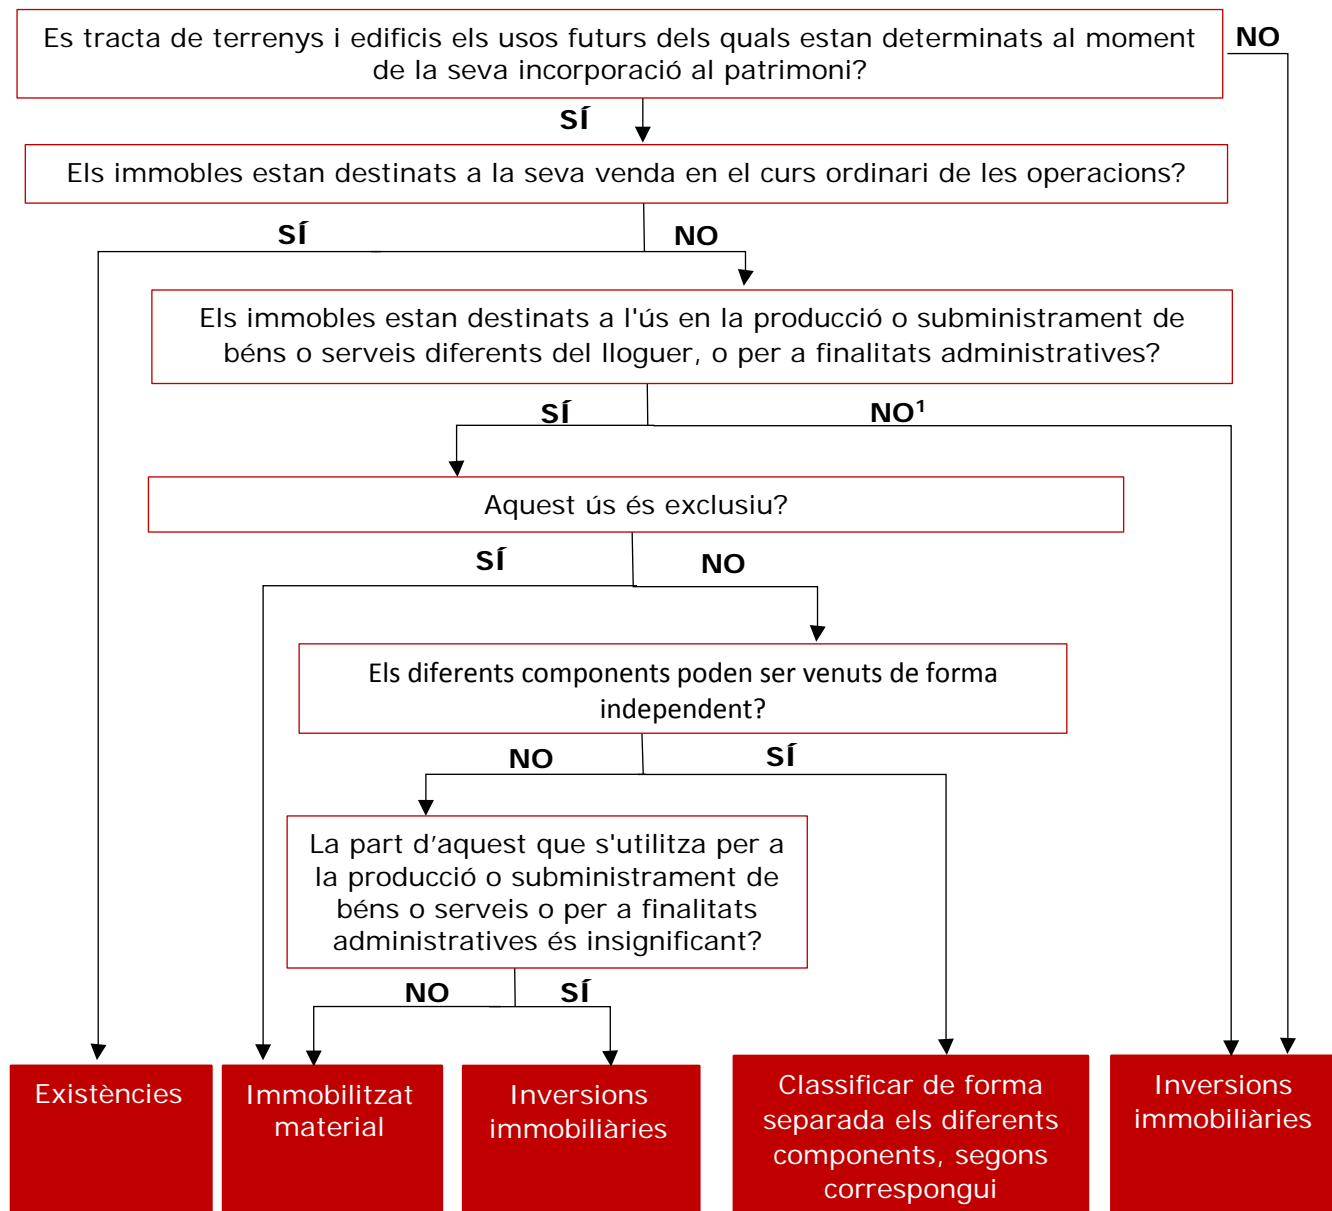 Es tracta de terrenys i edificis els usos futurs dels quals estan determinats al moment
de la seva incorporació al patrimoni?
NO
SÍ
Els immobles estan destinats a la seva venda en el curs ordinari de les operacions?
SÍ
NO
Els immobles estan destinats a l'ús en la producció o subministrament de
béns o serveis diferents del lloguer, o per a finalitats administratives?
SÍ
NO¹
Aquest ús és exclusiu?
SÍ
NO
Els diferents components poden ser venuts de forma
independent?
NO
SÍ
La part d’aquest que s'utilitza per a
la producció o subministrament de
béns o serveis o per a finalitats
administratives és insignificant?
NO
SÍ
Existències
Immobilitzat
material
Inversions
immobiliàries
Classificar de forma
separada els diferents
components, segons
correspongui
Inversions
immobiliàries